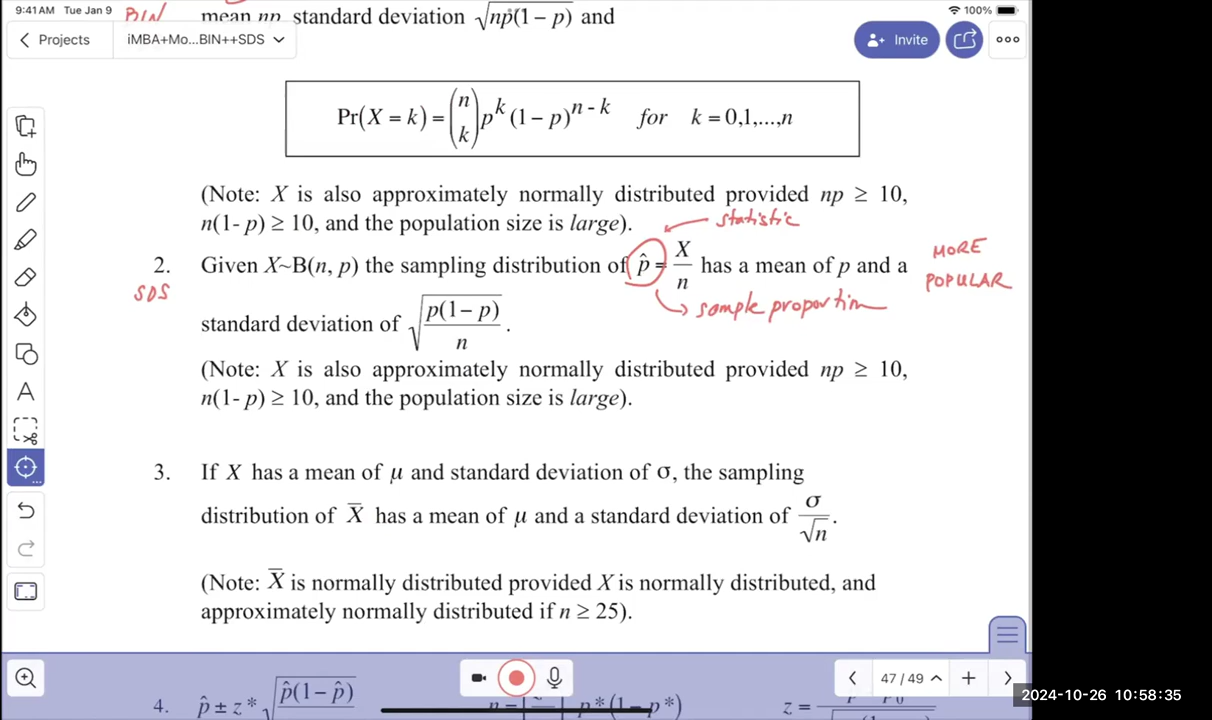 9:41 AM Tue Jan 9
100%
BIN
mean np, standard deviation √np(1 – p) and
Projects
iMBA+Mo...BIN++SDS
Invite
Pr(X = k) = (n k) p^k (1 – p)^(n - k) for k = 0,1,...,n
(Note: X is also approximately normally distributed provided np ≥ 10,
n(1- p) ≥ 10, and the population size is large).
statistic
2. Given X~B(n, p) the sampling distribution of p̂ = X/n has a mean of p and a
MORE
POPULAR
SDS
sample proportion
standard deviation of √(p(1– p)/n).
(Note: X is also approximately normally distributed provided np ≥ 10,
n(1- p) ≥ 10, and the population size is large).
A
3. If X has a mean of μ and standard deviation of σ, the sampling
distribution of X̄ has a mean of μ and a standard deviation of σ/√n.
(Note: X̄ is normally distributed provided X is normally distributed, and
approximately normally distributed if n ≥ 25).
47 / 49
2024-10-26 10:58:35
4. p̂ ± z* √p̂(1– p̂)
n =
p*(1– p*)
z =